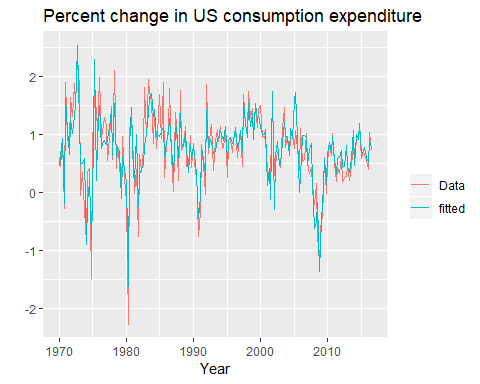 Percent change in US consumption expenditure
2
1
0
-1
-2
1970 1980 1990 2000 2010
Year
Data
fitted